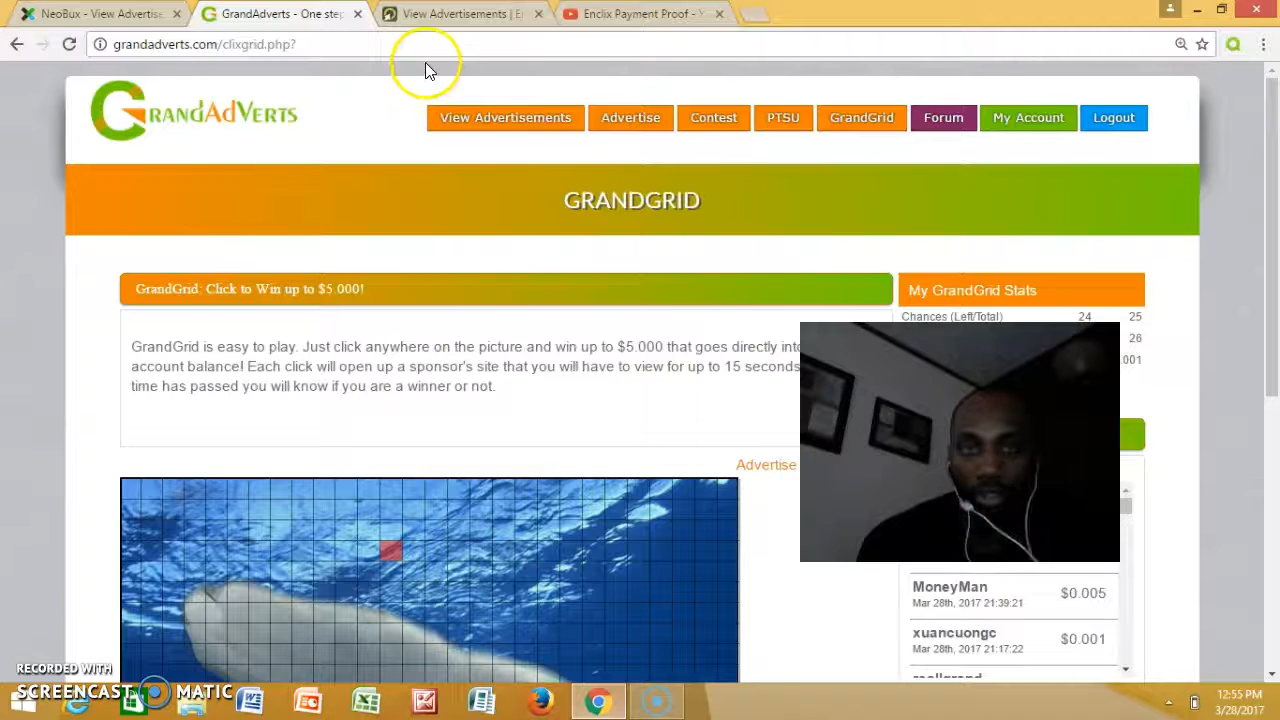 NeoBux - View Advertise
GrandAdverts - One step
View Advertisements | E
Enclix Payment Proof - Y
grandadverts.com/cfixgrid.php?
GRANDADVERTS
View Advertisements
Advertise
Contest
PTSU
GrandGrid
Forum
My Account
Logout
GRANDGRID
GrandGrid: Click to Win up to $5.000!
My GrandGrid Stats
Chances (Left/Total) 24 25
26
.001
GrandGrid is easy to play. Just click anywhere on the picture and win up to $5.000 that goes directly into
account balance! Each click will open up a sponsor's site that you will have to view for up to 15 seconds
time has passed you will know if you are a winner or not.
Advertise
MoneyMan $0.005
Mar 28th, 2017 21:39:21
xuancuongc $0.001
Mar 28th, 2017 21:17:22
RECORDED WITH
SCREENCAST MATIC
12:55 PM
3/28/2017